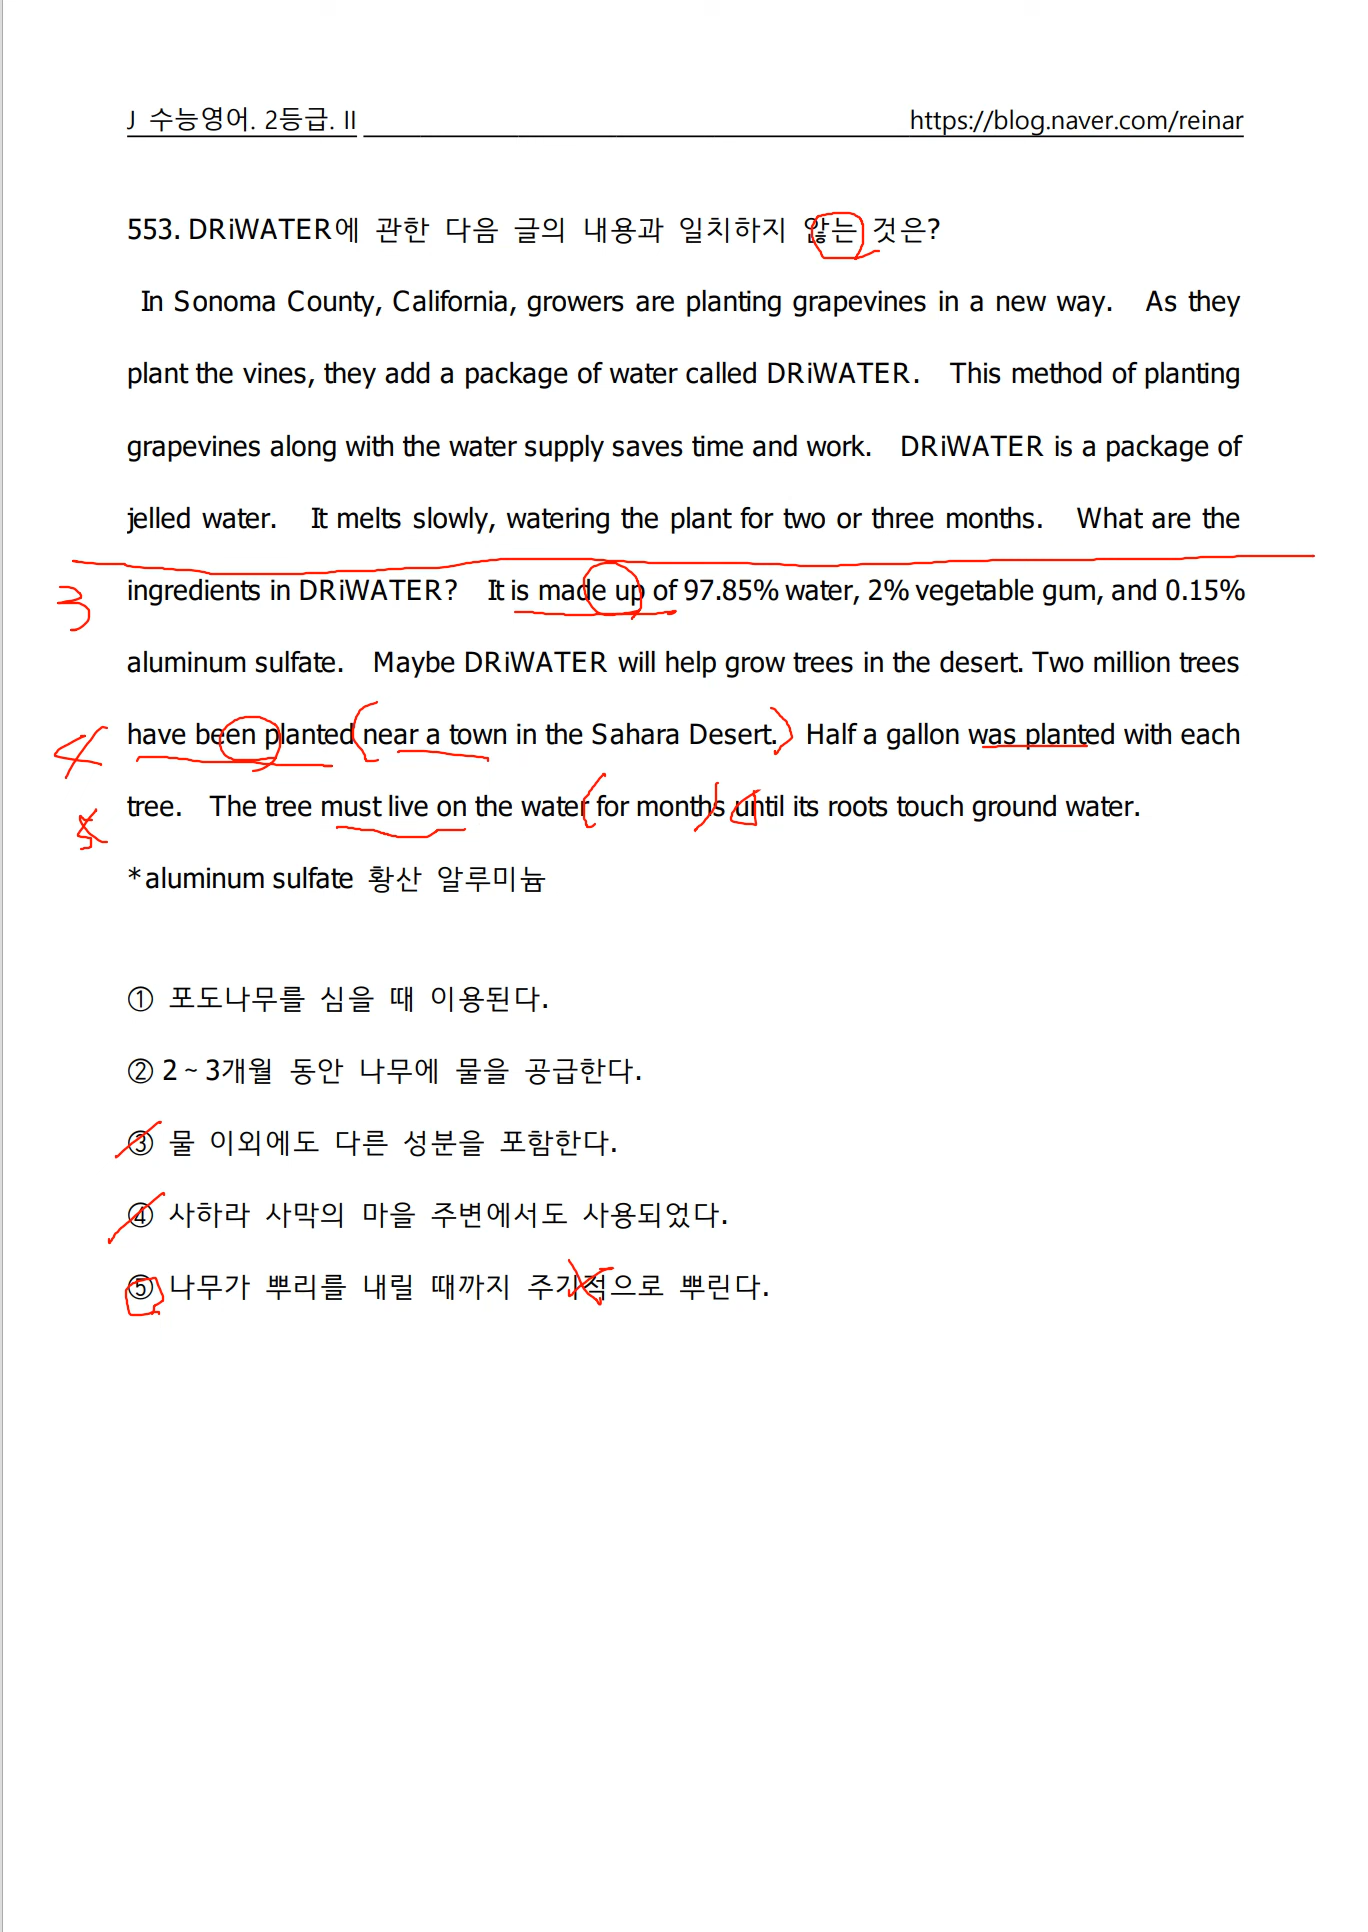 J 수능영어. 2등급. II https://blog.naver.com/reinar
553. DRiWATER에 관한 다음 글의 내용과 일치하지 않는 것은?
In Sonoma County, California, growers are planting grapevines in a new way. As they
plant the vines, they add a package of water called DRiWATER. This method of planting
grapevines along with the water supply saves time and work. DRiWATER is a package of
jelled water. It melts slowly, watering the plant for two or three months. What are the
3 ingredients in DRiWATER? It is made up of 97.85% water, 2% vegetable gum, and 0.15%
aluminum sulfate. Maybe DRiWATER will help grow trees in the desert. Two million trees
4 have been planted (near a town in the Sahara Desert.) Half a gallon was planted with each
5 tree. The tree must live on the water (for months / until its roots touch ground water.
*aluminum sulfate 황산 알루미늄
① 포도나무를 심을 때 이용된다.
② 2~3개월 동안 나무에 물을 공급한다.
③ 물 이외에도 다른 성분을 포함한다.
④ 사하라 사막의 마을 주변에서도 사용되었다.
⑤ 나무가 뿌리를 내릴 때까지 주기적으로 뿌린다.